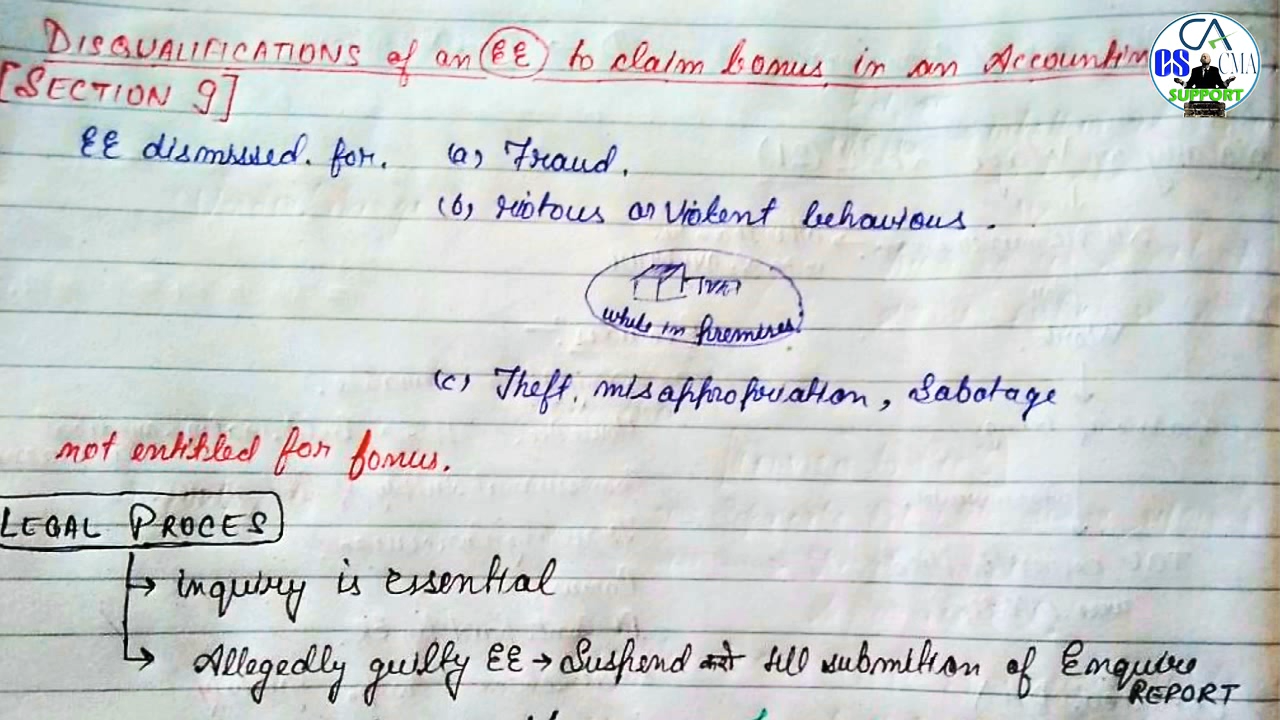 DISQUALIFICATIONS of an EE to claim bonus in an Accountin
[SECTION 9]
EE dismissed. for. (a) Fraud.
(b) riotous or Violent behaviour.
while in premises
(c) Theft, misappropriation, Sabotage
not entitled for bonus.
LEGAL PROCES
→ inquiry is essential
→ Allegedly guilty EE → Suspend करो till submition of Enquiry
REPORT
CA
CS CMA
SUPPORT